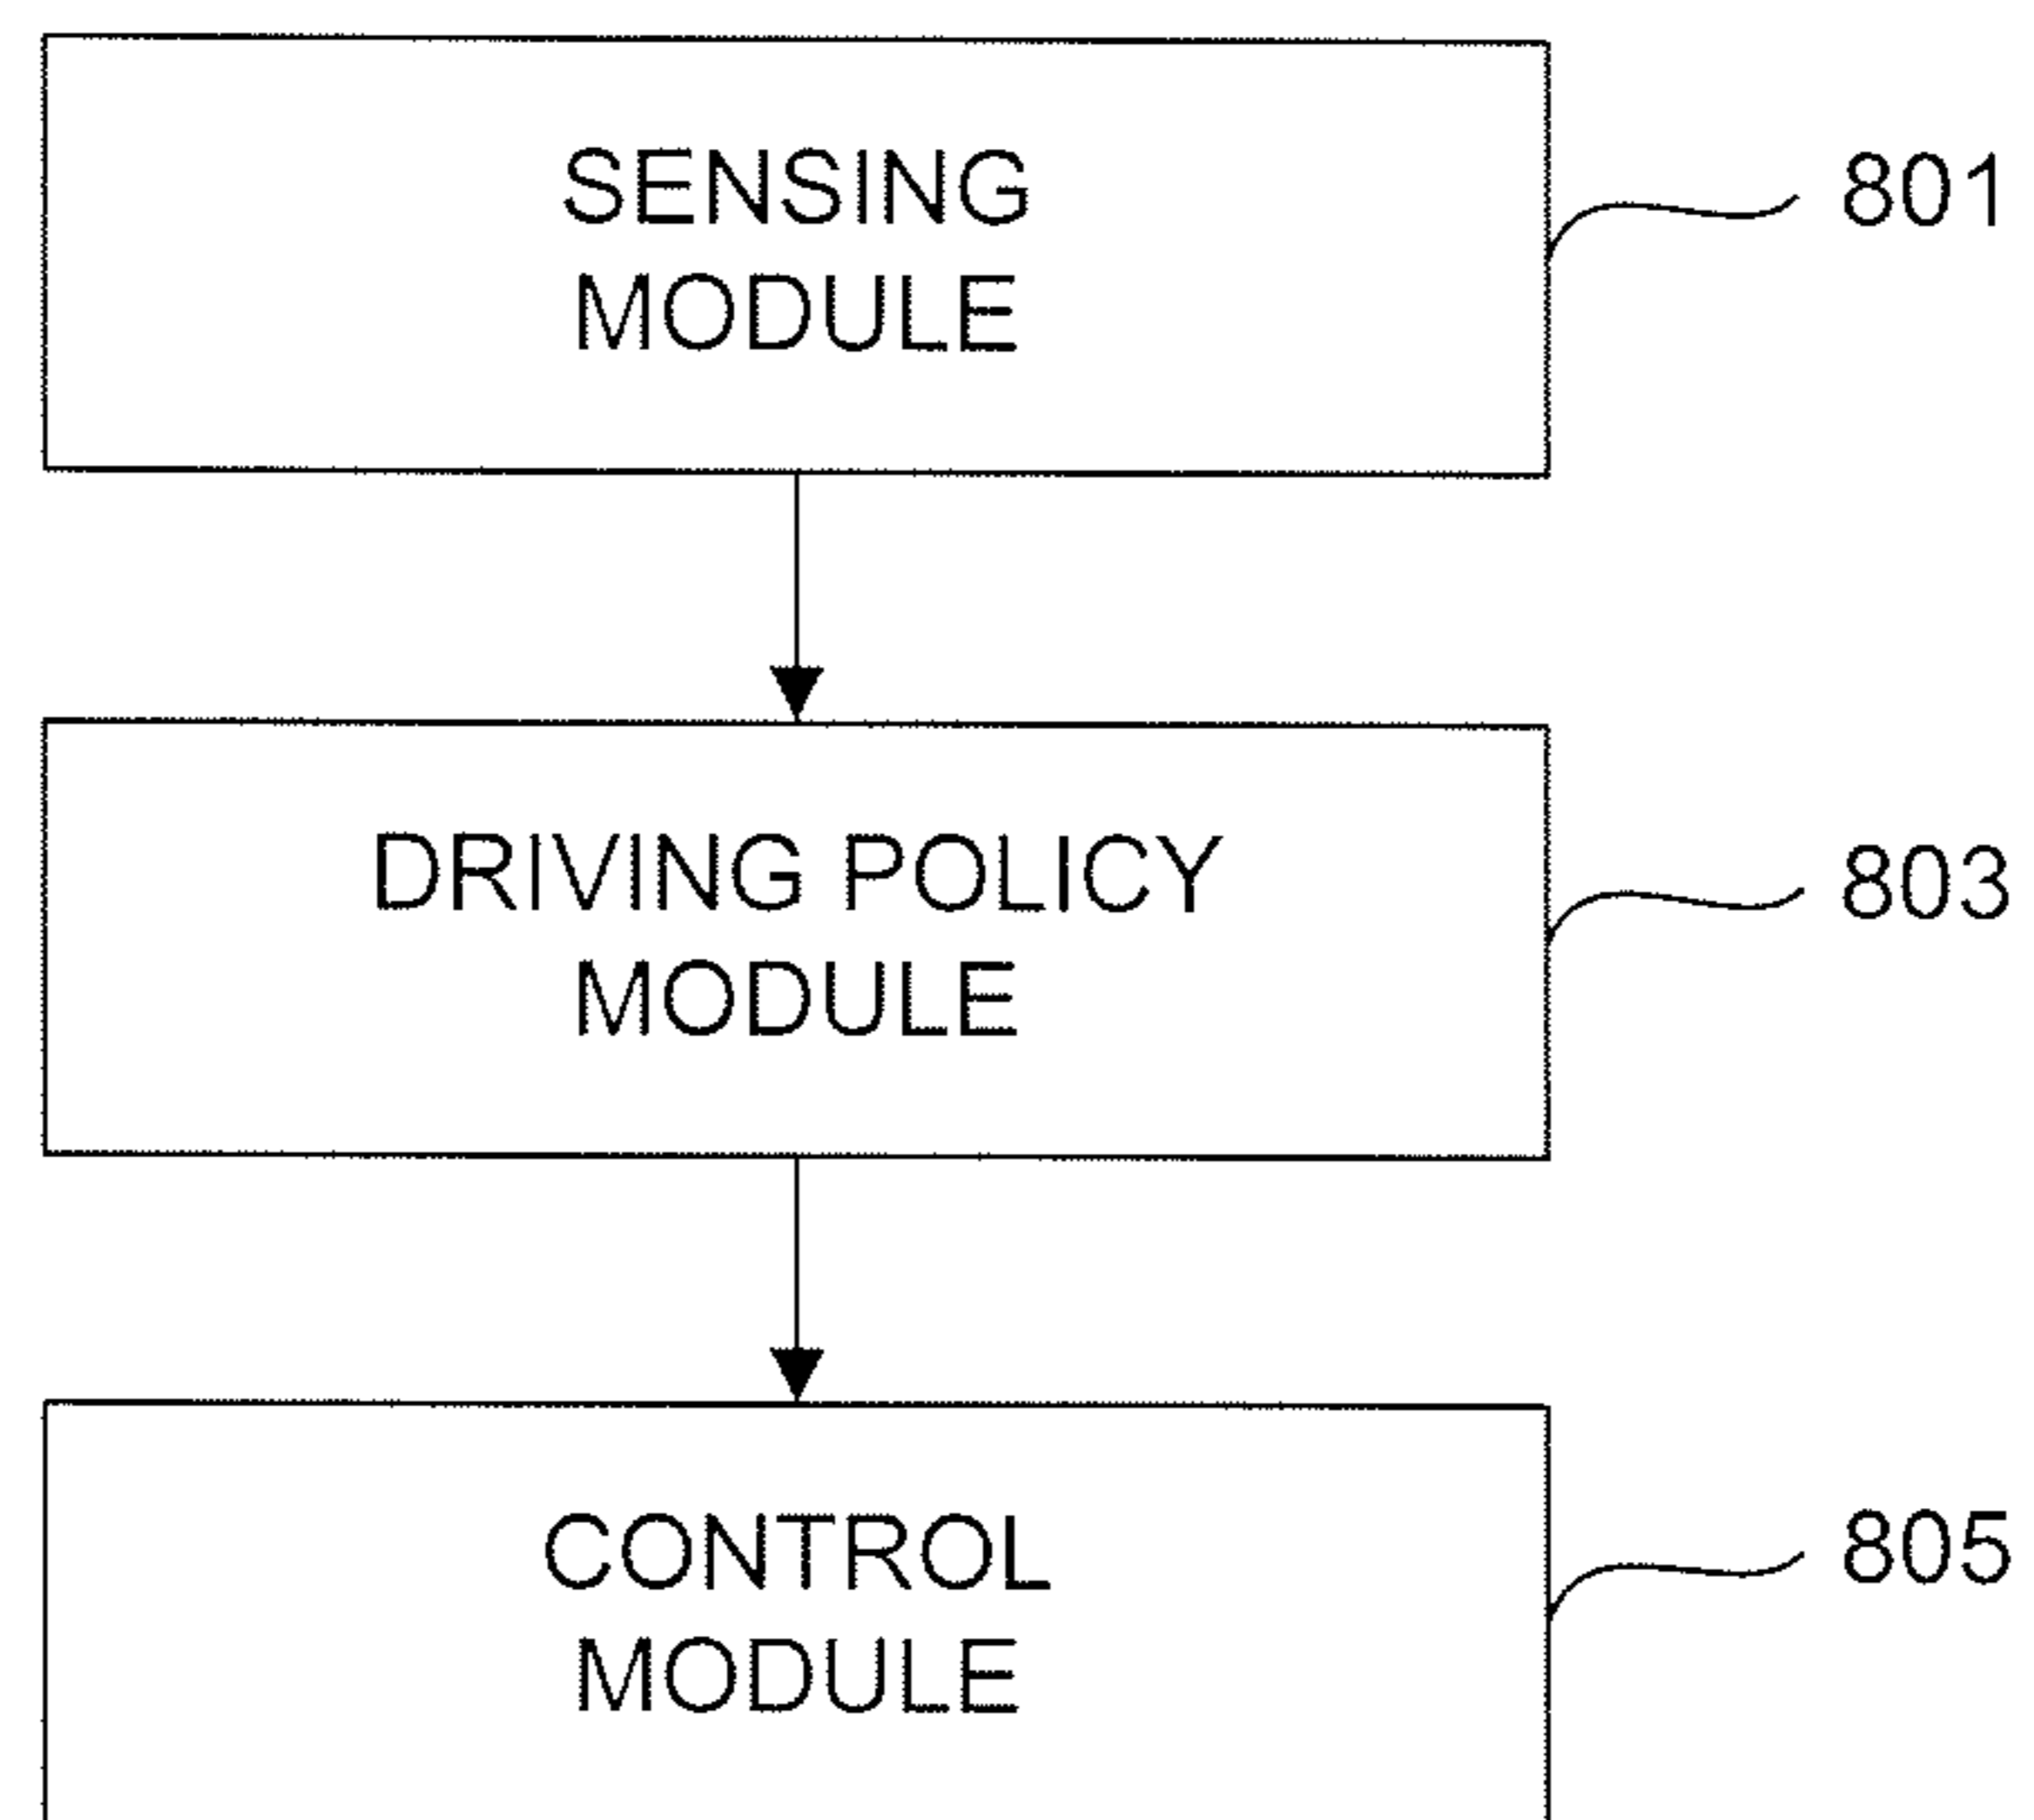 SENSING
MODULE
801
DRIVING POLICY
MODULE
803
CONTROL
MODULE
805